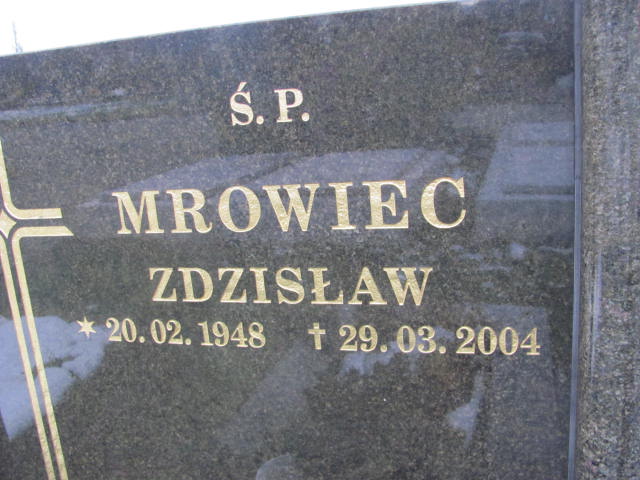 Ś. P.
MROWIEC
ZDZISŁAW
* 20. 02. 1948 † 29. 03. 2004